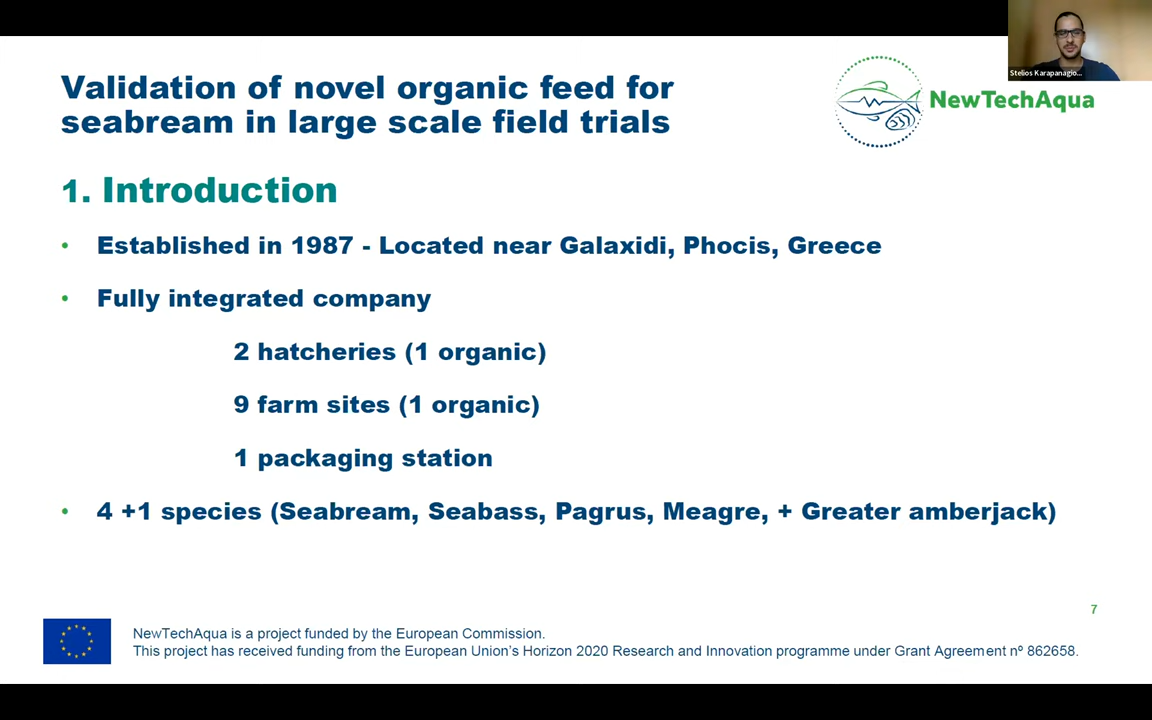 Stelios Karapanagio...
Validation of novel organic feed for
seabream in large scale field trials
NewTechAqua
1. Introduction
• Established in 1987 - Located near Galaxidi, Phocis, Greece
• Fully integrated company
2 hatcheries (1 organic)
9 farm sites (1 organic)
1 packaging station
• 4 +1 species (Seabream, Seabass, Pagrus, Meagre, + Greater amberjack)
7
NewTechAqua is a project funded by the European Commission.
This project has received funding from the European Union's Horizon 2020 Research and Innovation programme under Grant Agreement nº 862658.